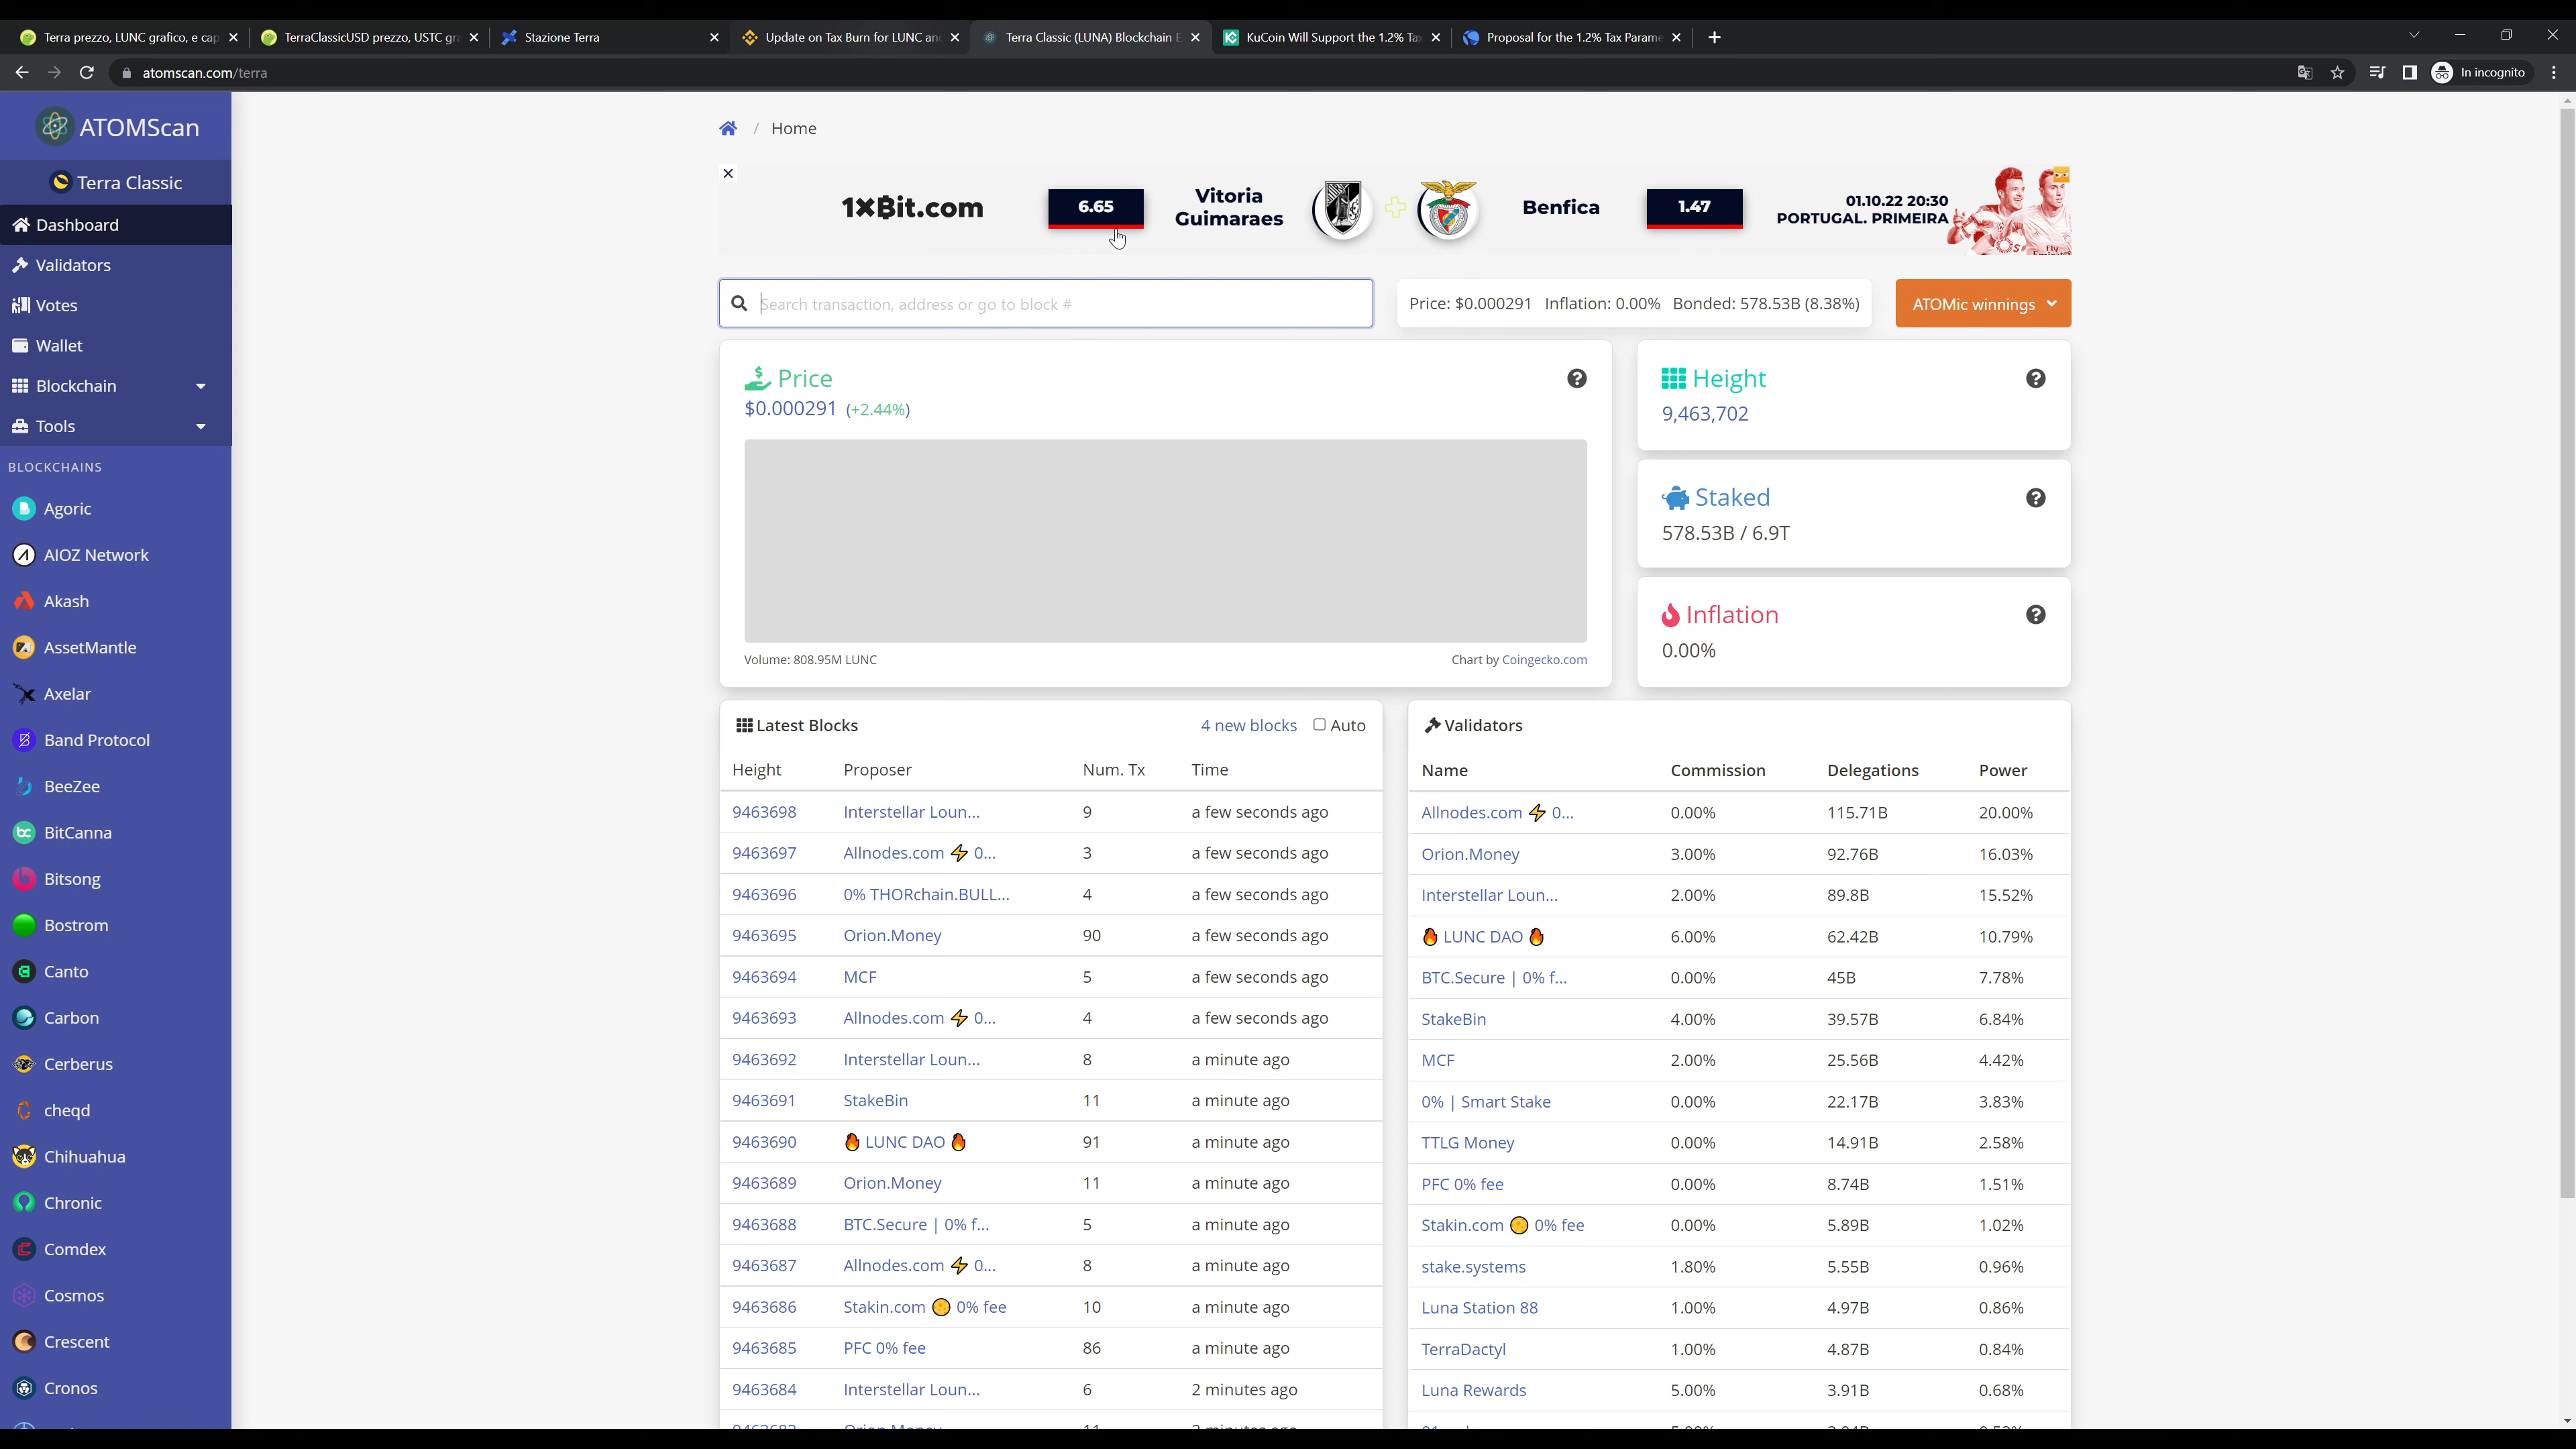 Terra prezzo, LUNC grafico, e cap
TerraClassicUSD prezzo, USTC gra
Stazione Terra
Update on Tax Burn for LUNC an
Terra Classic (LUNA) Blockchain E
KuCoin Will Support the 1.2% Tax
Proposal for the 1.2% Tax Parame
atomscan.com/terra
In incognito
ATOMScan
Terra Classic
Dashboard
Validators
Votes
Wallet
Blockchain
Tools
BLOCKCHAINS
Agoric
AIOZ Network
Akash
AssetMantle
Axelar
Band Protocol
BeeZee
BitCanna
Bitsong
Bostrom
Canto
Carbon
Cerberus
cheqd
Chihuahua
Chronic
Comdex
Cosmos
Crescent
Cronos
/ Home
1XBit.com
6.65
Vitoria
Guimaraes
Benfica
1.47
01.10.22 20:30
PORTUGAL. PRIMEIRA
Search transaction, address or go to block #
Price: $0.000291 Inflation: 0.00% Bonded: 578.53B (8.38%)
ATOMic winnings
Price
$0.000291 (+2.44%)
Volume: 808.95M LUNC
Chart by Coingecko.com
Height
9,463,702
Staked
578.53B / 6.9T
Inflation
0.00%
Latest Blocks
4 new blocks Auto
Height Proposer Num. Tx Time
9463698 Interstellar Loun... 9 a few seconds ago
9463697 Allnodes.com ⚡ 0... 3 a few seconds ago
9463696 0% THORchain.BULL... 4 a few seconds ago
9463695 Orion.Money 90 a few seconds ago
9463694 MCF 5 a few seconds ago
9463693 Allnodes.com ⚡ 0... 4 a few seconds ago
9463692 Interstellar Loun... 8 a minute ago
9463691 StakeBin 11 a minute ago
9463690 🔥 LUNC DAO 🔥 91 a minute ago
9463689 Orion.Money 11 a minute ago
9463688 BTC.Secure | 0% f... 5 a minute ago
9463687 Allnodes.com ⚡ 0... 8 a minute ago
9463686 Stakin.com 🟡 0% fee 10 a minute ago
9463685 PFC 0% fee 86 a minute ago
9463684 Interstellar Loun... 6 2 minutes ago
Validators
Name Commission Delegations Power
Allnodes.com ⚡ 0... 0.00% 115.71B 20.00%
Orion.Money 3.00% 92.76B 16.03%
Interstellar Loun... 2.00% 89.8B 15.52%
🔥 LUNC DAO 🔥 6.00% 62.42B 10.79%
BTC.Secure | 0% f... 0.00% 45B 7.78%
StakeBin 4.00% 39.57B 6.84%
MCF 2.00% 25.56B 4.42%
0% | Smart Stake 0.00% 22.17B 3.83%
TTLG Money 0.00% 14.91B 2.58%
PFC 0% fee 0.00% 8.74B 1.51%
Stakin.com 🟡 0% fee 0.00% 5.89B 1.02%
stake.systems 1.80% 5.55B 0.96%
Luna Station 88 1.00% 4.97B 0.86%
TerraDactyl 1.00% 4.87B 0.84%
Luna Rewards 5.00% 3.91B 0.68%